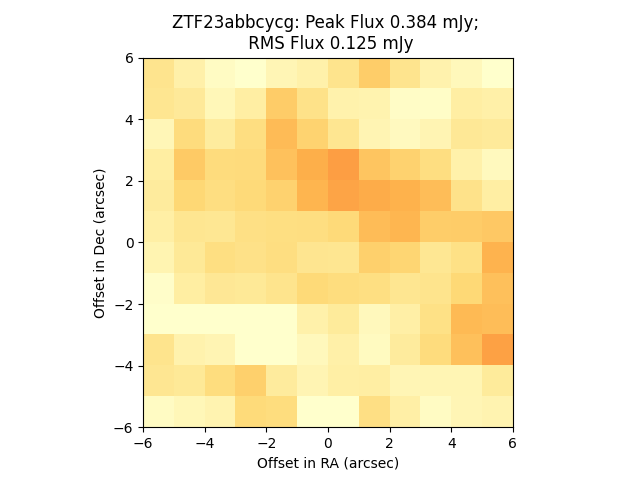 ZTF23abbcycg: Peak Flux 0.384 mJy;
RMS Flux 0.125 mJy
6
4
2
0
−2
−4
−6
Offset in Dec (arcsec)
−6 −4 −2 0 2 4 6
Offset in RA (arcsec)